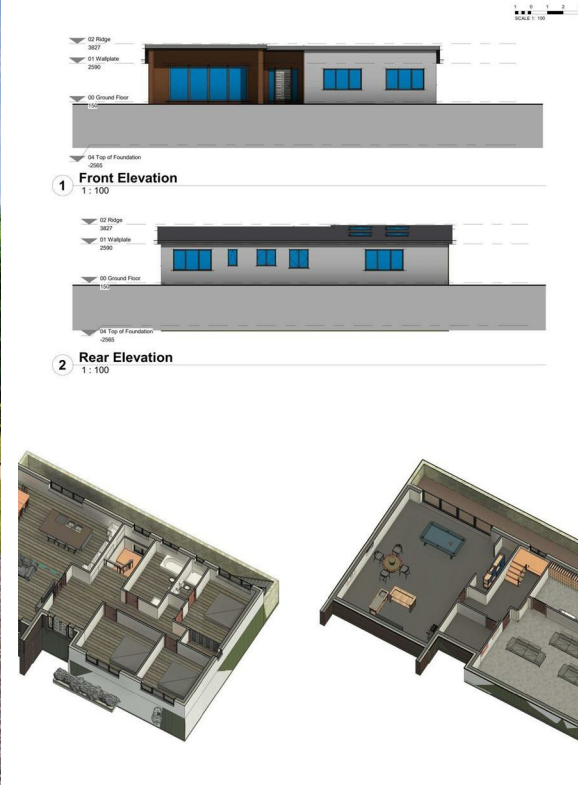 1 0 1 2
SCALE 1: 100
02 Ridge
3827
01 Wallplate
2590
00 Ground Floor
150
04 Top of Foundation
-2565
1 Front Elevation
1 : 100
02 Ridge
3827
01 Wallplate
2590
00 Ground Floor
150
04 Top of Foundation
-2565
2 Rear Elevation
1 : 100